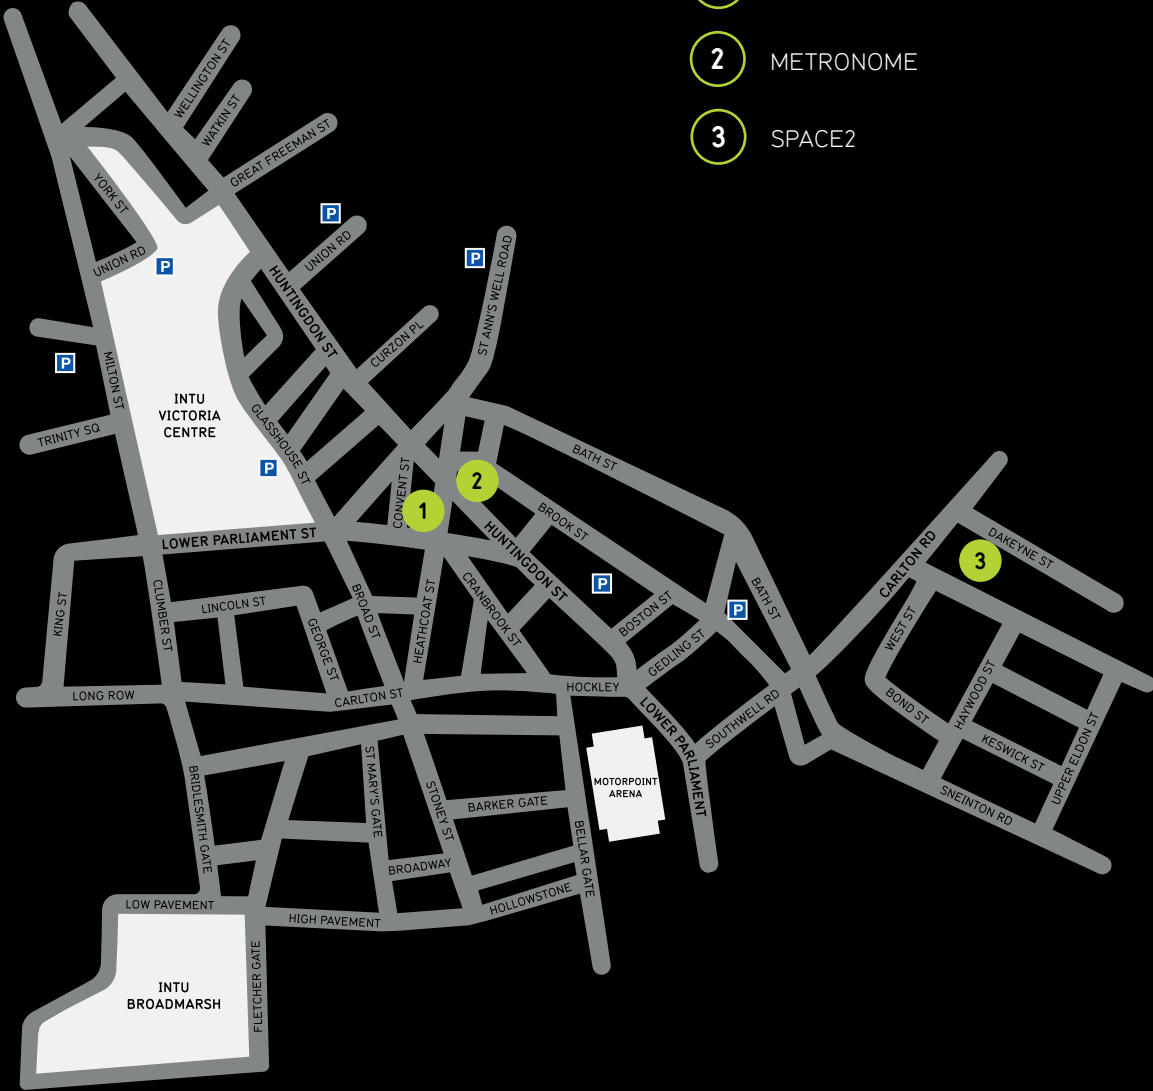 2 METRONOME
3 SPACE2
WELLINGTON ST
WATKIN ST
GREAT FREEMAN ST
YORK ST
P
UNION RD
UNION RD
P
P
HUNTINGDON ST
ST ANN'S WELL ROAD
CURZON PL
P
MILTON ST
INTU
VICTORIA
CENTRE
TRINITY SQ
GLASSHOUSE ST
P
BATH ST
CONVENT ST
1
2
BROOK ST
HUNTINGDON ST
LOWER PARLIAMENT ST
CARLTON RD
DAKEYNE ST
3
KING ST
CLUMBER ST
LINCOLN ST
GEORGE ST
BROAD ST
HEATHCOAT ST
CRANBROOK ST
P
BOSTON ST
P
BATH ST
GEDLING ST
WEST ST
LONG ROW
CARLTON ST
HOCKLEY
LOWER PARLIAMENT
SOUTHWELL RD
BOND ST
HAYWOOD ST
KESWICK ST
UPPER ELDON ST
SNEINTON RD
BRIDLESMITH GATE
ST MARY'S GATE
STONEY ST
BARKER GATE
MOTORPOINT
ARENA
BELLAR GATE
BROADWAY
HOLLOWSTONE
LOW PAVEMENT
HIGH PAVEMENT
FLETCHER GATE
INTU
BROADMARSH